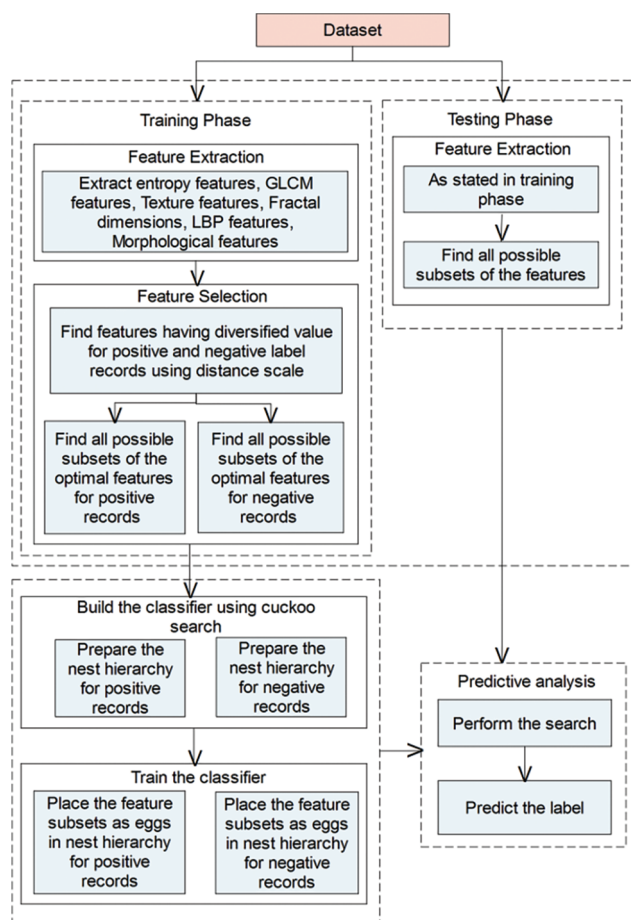 Dataset
Training Phase
Feature Extraction
Extract entropy features, GLCM
features, Texture features, Fractal
dimensions, LBP features,
Morphological features
Feature Selection
Find features having diversified value
for positive and negative label
records using distance scale
Find all possible
subsets of the
optimal features
for positive
records
Find all possible
subsets of the
optimal features
for negative
records
Testing Phase
Feature Extraction
As stated in training
phase
Find all possible
subsets of the features
Build the classifier using cuckoo
search
Prepare the
nest hierarchy
for positive
records
Prepare the
nest hierarchy
for negative
records
Train the classifier
Place the feature
subsets as eggs
in nest hierarchy
for positive
records
Place the feature
subsets as eggs
in nest hierarchy
for negative
records
Predictive analysis
Perform the search
Predict the label